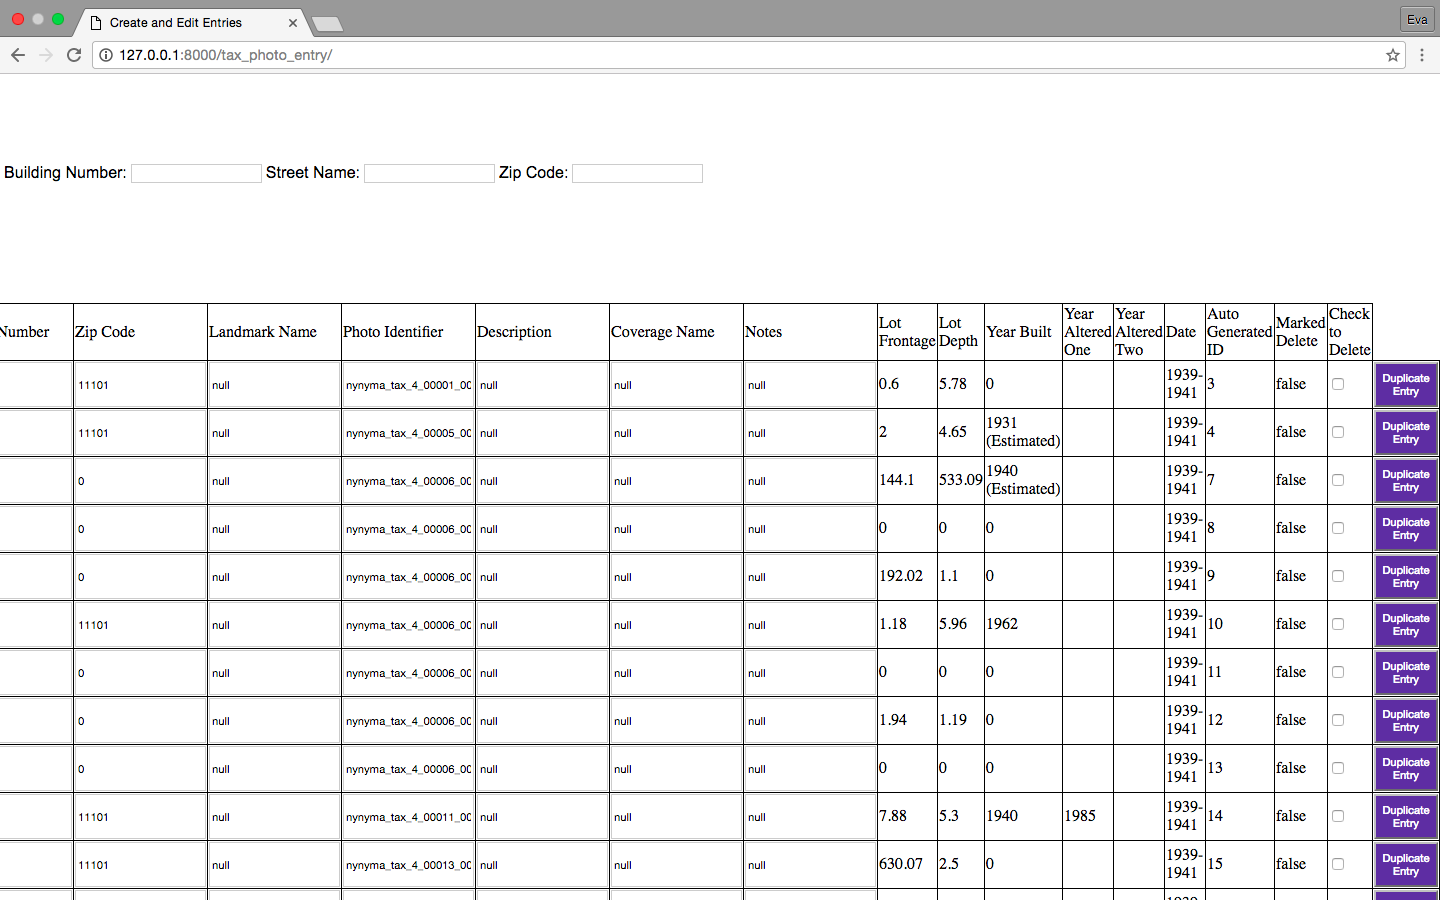 Create and Edit Entries
Eva
127.0.0.1:8000/tax_photo_entry/
Building Number: Street Name: Zip Code:
Number Zip Code Landmark Name Photo Identifier Description Coverage Name Notes Lot Frontage Lot Depth Year Built Year Altered One Year Altered Two Date Auto Generated ID Marked Delete Check to Delete
11101 null nynyma_tax_4_00001_00 null null null 0.6 5.78 0 1939-1941 3 false Duplicate Entry
11101 null nynyma_tax_4_00005_00 null null null 2 4.65 1931 (Estimated) 1939-1941 4 false Duplicate Entry
0 null nynyma_tax_4_00006_00 null null null 144.1 533.09 1940 (Estimated) 1939-1941 7 false Duplicate Entry
0 null nynyma_tax_4_00006_00 null null null 0 0 0 1939-1941 8 false Duplicate Entry
0 null nynyma_tax_4_00006_00 null null null 192.02 1.1 0 1939-1941 9 false Duplicate Entry
11101 null nynyma_tax_4_00006_00 null null null 1.18 5.96 1962 1939-1941 10 false Duplicate Entry
0 null nynyma_tax_4_00006_00 null null null 0 0 0 1939-1941 11 false Duplicate Entry
0 null nynyma_tax_4_00006_00 null null null 1.94 1.19 0 1939-1941 12 false Duplicate Entry
0 null nynyma_tax_4_00006_00 null null null 0 0 0 1939-1941 13 false Duplicate Entry
11101 null nynyma_tax_4_00011_00 null null null 7.88 5.3 1940 1985 1939-1941 14 false Duplicate Entry
11101 null nynyma_tax_4_00013_00 null null null 630.07 2.5 0 1939-1941 15 false Duplicate Entry